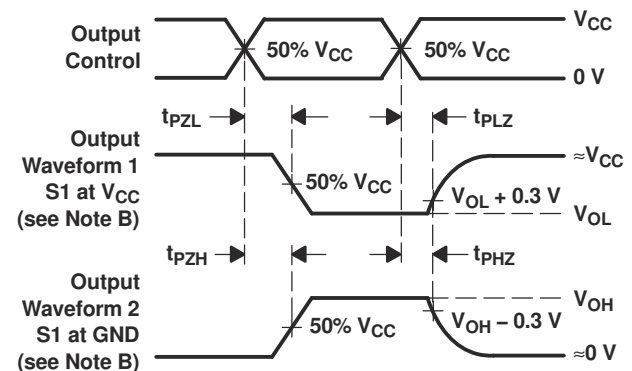 Output
Control
50% VCC
50% VCC
VCC
0 V
tPZL
tPLZ
Output
Waveform 1
S1 at VCC
(see Note B)
50% VCC
≈VCC
VOL + 0.3 V
VOL
tPZH
tPHZ
Output
Waveform 2
S1 at GND
(see Note B)
50% VCC
VOH
VOH − 0.3 V
≈0 V